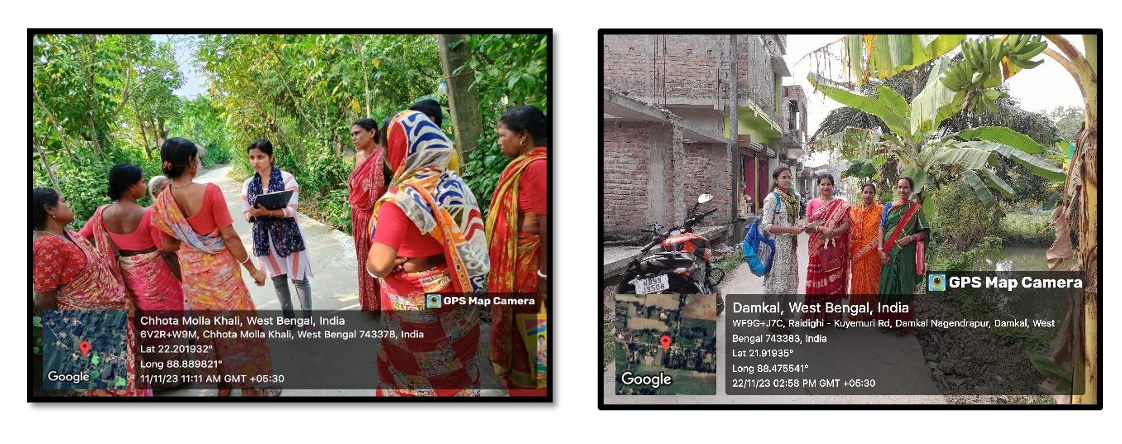 GPS Map Camera
Chhota Molla Khali, West Bengal, India
6V2R+W9M, Chhota Molla Khali, West Bengal 743378, India
Lat 22.201932°
Long 88.889821°
11/11/23 11:11 AM GMT +05:30
Google
GPS Map Camera
Damkal, West Bengal, India
WF9G+J7C, Raidighi - Kuyemuri Rd, Damkal Nagendrapur, Damkal, West
Bengal 743383, India
Lat 21.91935°
Long 88.475541°
22/11/23 02:58 PM GMT +05:30
Google